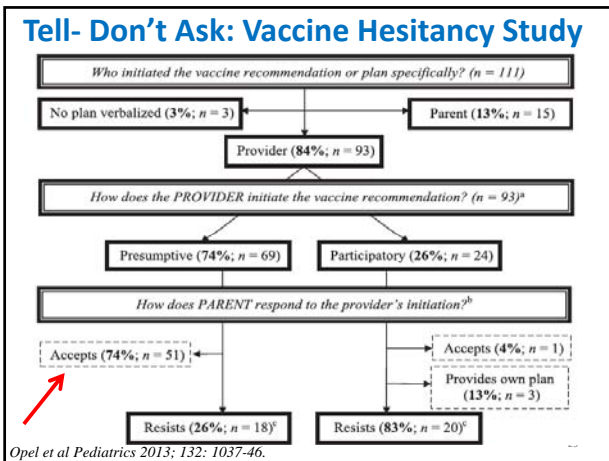 Tell- Don't Ask: Vaccine Hesitancy Study
Who initiated the vaccine recommendation or plan specifically? (n = 111)
No plan verbalized (3%; n = 3)
Parent (13%; n = 15)
Provider (84%; n = 93)
How does the PROVIDER initiate the vaccine recommendation? (n = 93)ᵃ
Presumptive (74%; n = 69)
Participatory (26%; n = 24)
How does PARENT respond to the provider's initiation?ᵇ
Accepts (74%; n = 51)
Accepts (4%; n = 1)
Provides own plan
(13%; n = 3)
Resists (26%; n = 18)ᶜ
Resists (83%; n = 20)ᶜ
Opel et al Pediatrics 2013; 132: 1037-46.